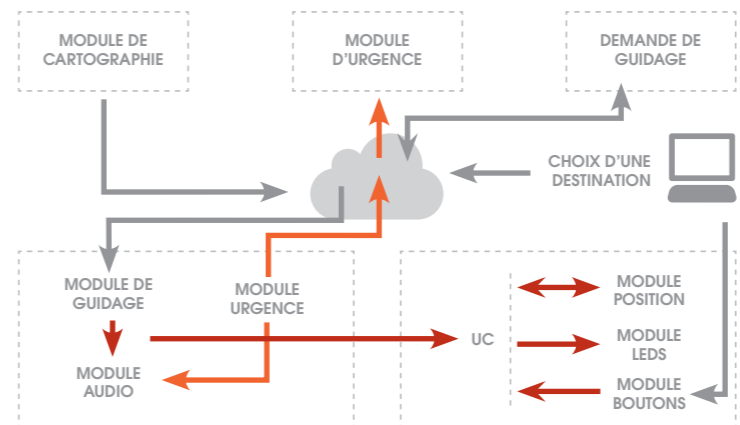 MODULE DE
CARTOGRAPHIE
MODULE
D'URGENCE
DEMANDE DE
GUIDAGE
CHOIX D'UNE
DESTINATION
MODULE DE
GUIDAGE
MODULE
URGENCE
MODULE
AUDIO
UC
MODULE
POSITION
MODULE
LEDS
MODULE
BOUTONS